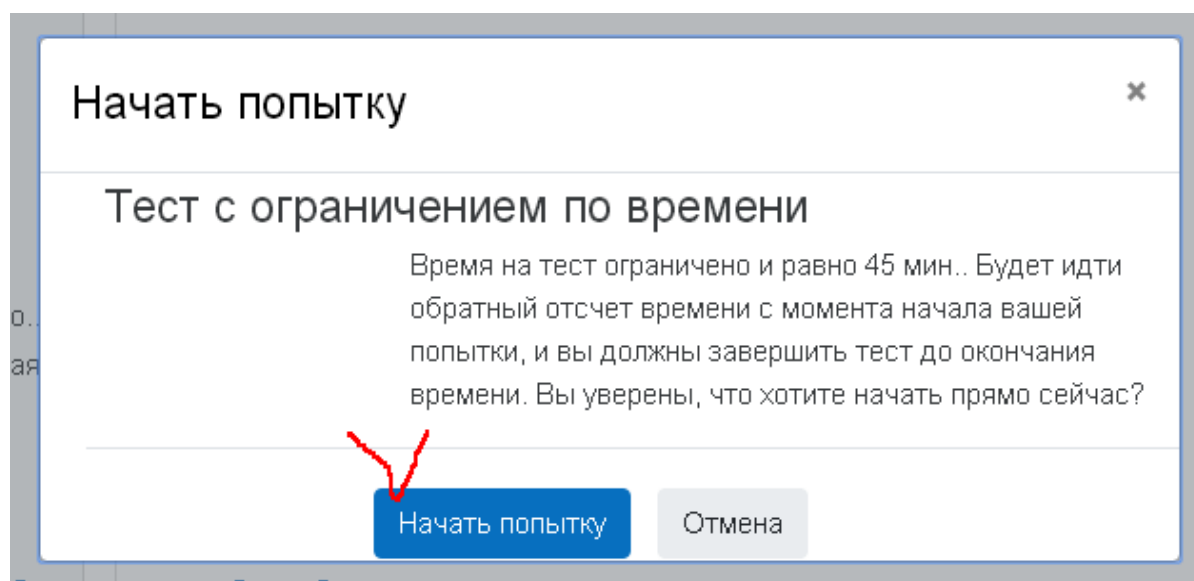 Начать попытку
×
Тест с ограничением по времени
Время на тест ограничено и равно 45 мин.. Будет идти
обратный отсчет времени с момента начала вашей
попытки, и вы должны завершить тест до окончания
времени. Вы уверены, что хотите начать прямо сейчас?
о..
ая
Начать попытку
Отмена